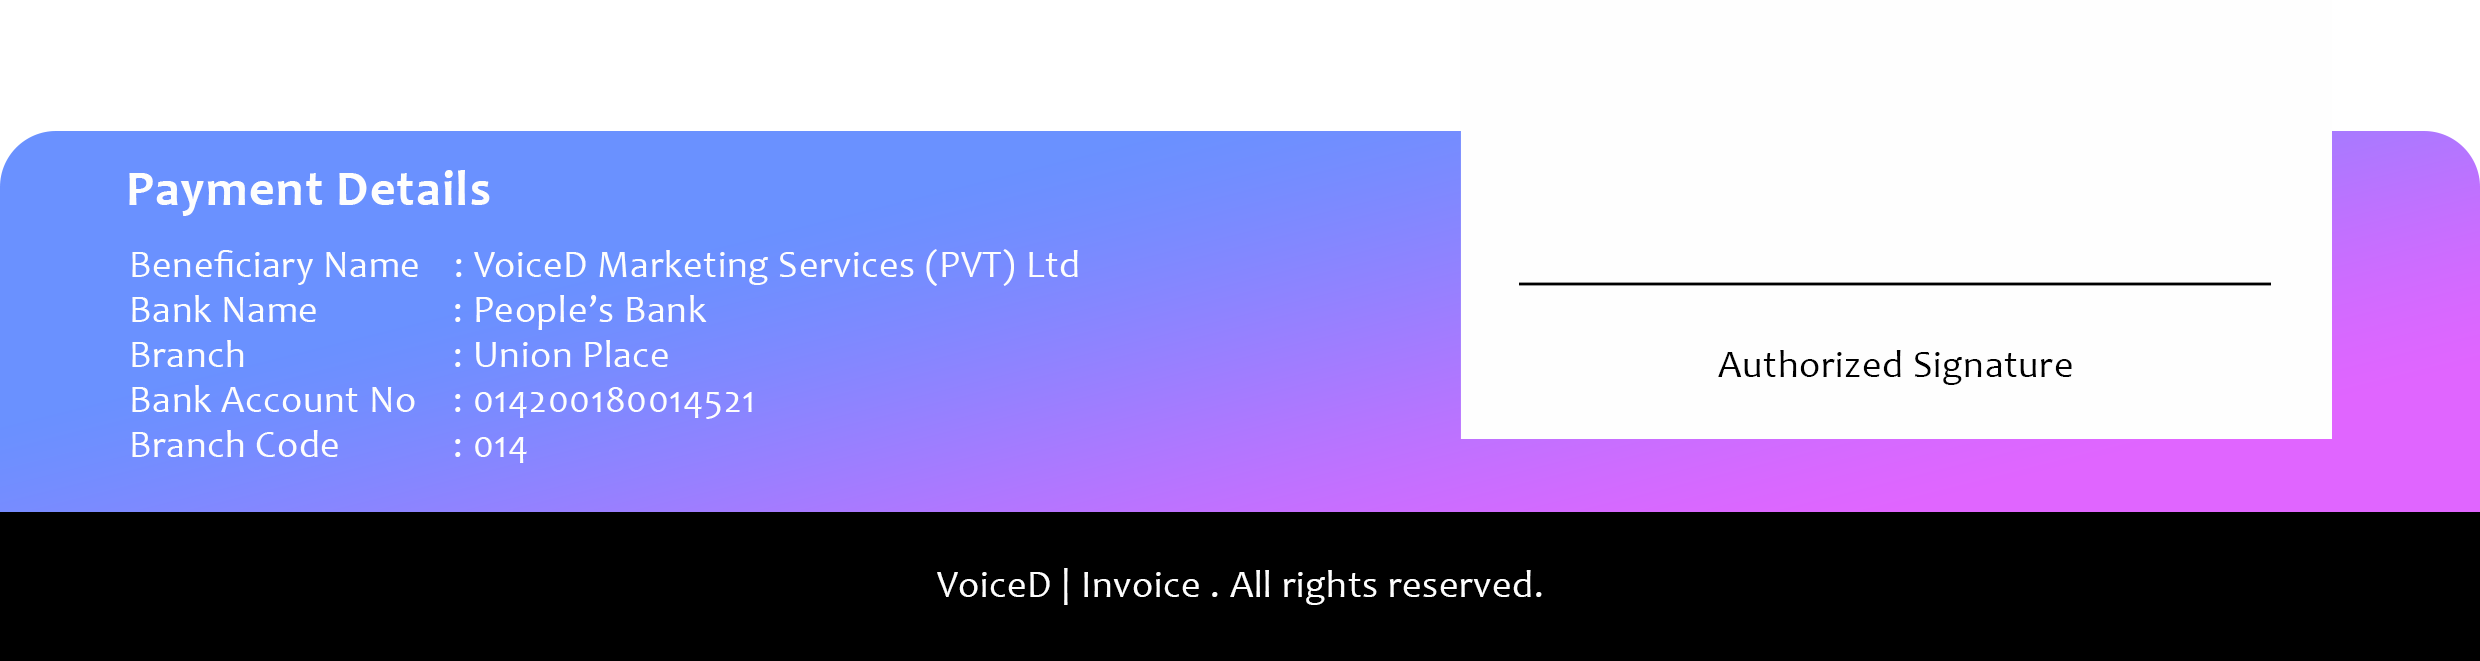 Payment Details
Beneficiary Name : VoiceD Marketing Services (PVT) Ltd
Bank Name : People’s Bank
Branch : Union Place
Bank Account No : 014200180014521
Branch Code : 014
Authorized Signature
VoiceD | Invoice . All rights reserved.